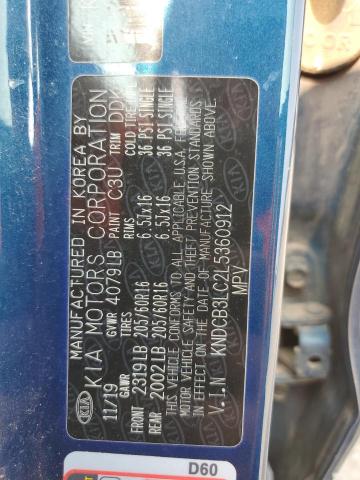 MANUFACTURED IN KOREA BY
KIA KIA MOTORS CORPORATION
11/19 GVWR 4079LB PAINT C3U TRIM DDK
GAWR TIRES RIMS COLD TIRE
FRONT 2319LB 205/60R16 6.5JX16 36 PSI SINGLE
REAR 2002LB 205/60R16 6.5JX16 36 PSI SINGLE
THIS VEHICLE CONFORMS TO ALL APPLICABLE U.S.A. FEDERAL
MOTOR VEHICLE SAFETY AND THEFT PREVENTION STANDARDS
IN EFFECT ON THE DATE OF MANUFACTURE SHOWN ABOVE.
V.I.N KNDCB3LC2L5360912
MPV
D60